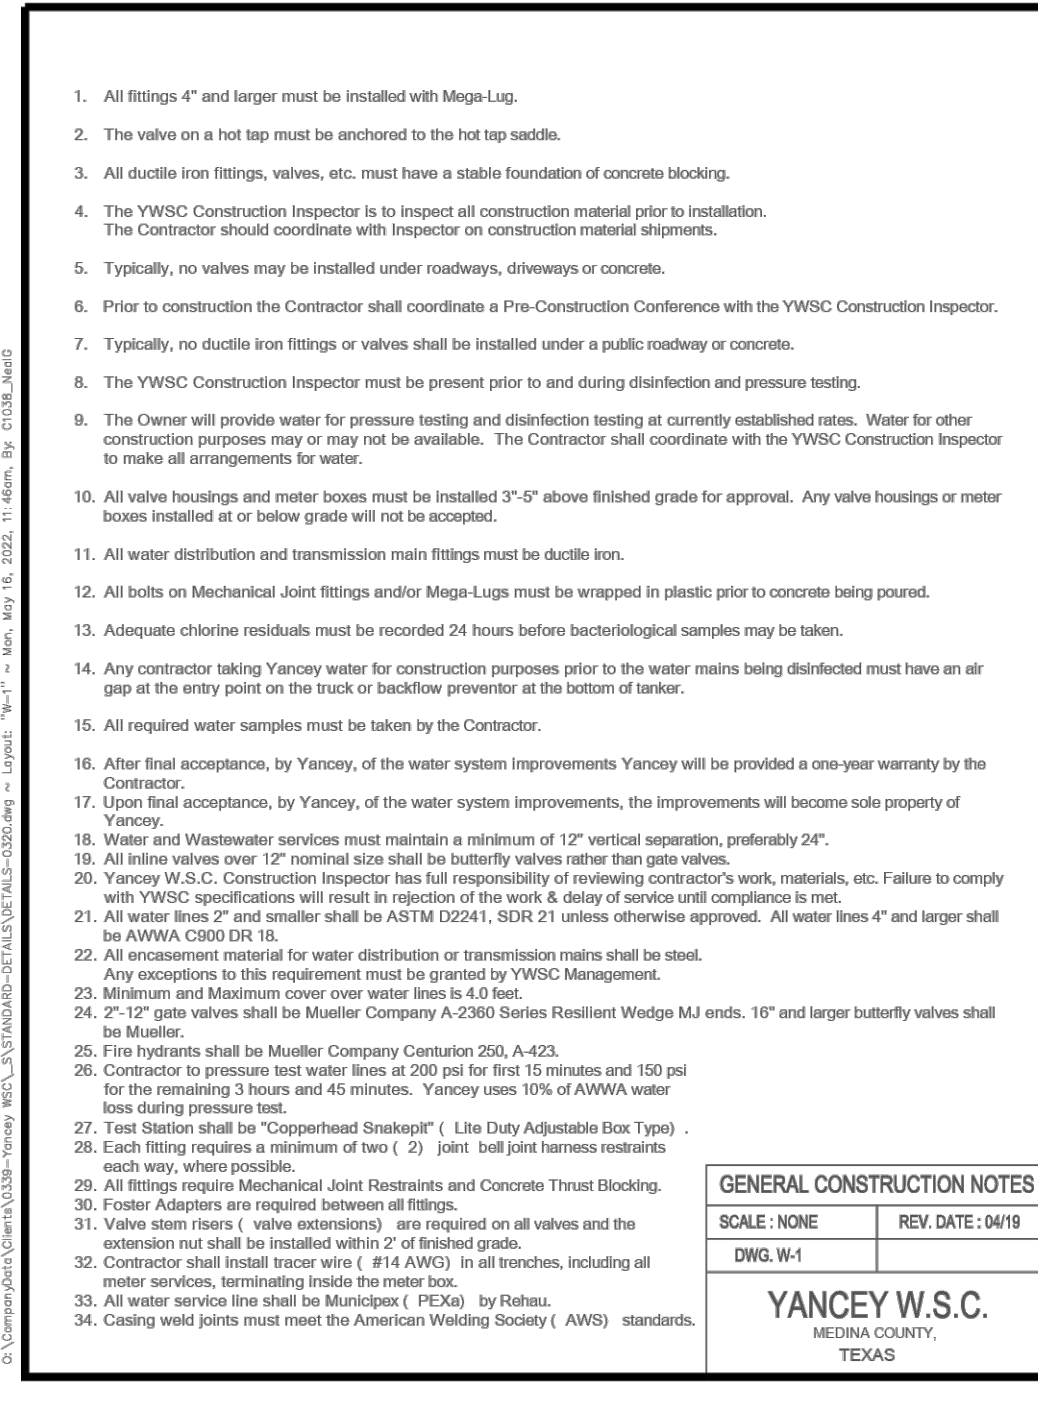 1. All fittings 4" and larger must be installed with Mega-Lug.
2. The valve on a hot tap must be anchored to the hot tap saddle.
3. All ductile iron fittings, valves, etc. must have a stable foundation of concrete blocking.
4. The YWSC Construction Inspector is to inspect all construction material prior to installation.
The Contractor should coordinate with Inspector on construction material shipments.
5. Typically, no valves may be installed under roadways, driveways or concrete.
6. Prior to construction the Contractor shall coordinate a Pre-Construction Conference with the YWSC Construction Inspector.
7. Typically, no ductile iron fittings or valves shall be installed under a public roadway or concrete.
8. The YWSC Construction Inspector must be present prior to and during disinfection and pressure testing.
9. The Owner will provide water for pressure testing and disinfection testing at currently established rates. Water for other
construction purposes may or may not be available. The Contractor shall coordinate with the YWSC Construction Inspector
to make all arrangements for water.
10. All valve housings and meter boxes must be installed 3"-5" above finished grade for approval. Any valve housings or meter
boxes installed at or below grade will not be accepted.
11. All water distribution and transmission main fittings must be ductile iron.
12. All bolts on Mechanical Joint fittings and/or Mega-Lugs must be wrapped in plastic prior to concrete being poured.
13. Adequate chlorine residuals must be recorded 24 hours before bacteriological samples may be taken.
14. Any contractor taking Yancey water for construction purposes prior to the water mains being disinfected must have an air
gap at the entry point on the truck or backflow preventor at the bottom of tanker.
15. All required water samples must be taken by the Contractor.
16. After final acceptance, by Yancey, of the water system improvements Yancey will be provided a one-year warranty by the
Contractor.
17. Upon final acceptance, by Yancey, of the water system improvements, the improvements will become sole property of
Yancey.
18. Water and Wastewater services must maintain a minimum of 12" vertical separation, preferably 24".
19. All inline valves over 12" nominal size shall be butterfly valves rather than gate valves.
20. Yancey W.S.C. Construction Inspector has full responsibility of reviewing contractor's work, materials, etc. Failure to comply
with YWSC specifications will result in rejection of the work & delay of service until compliance is met.
21. All water lines 2" and smaller shall be ASTM D2241, SDR 21 unless otherwise approved. All water lines 4" and larger shall
be AWWA C900 DR 18.
22. All encasement material for water distribution or transmission mains shall be steel.
Any exceptions to this requirement must be granted by YWSC Management.
23. Minimum and Maximum cover over water lines is 4.0 feet.
24. 2"-12" gate valves shall be Mueller Company A-2360 Series Resilient Wedge MJ ends. 16" and larger butterfly valves shall
be Mueller.
25. Fire hydrants shall be Mueller Company Centurion 250, A-423.
26. Contractor to pressure test water lines at 200 psi for first 15 minutes and 150 psi
for the remaining 3 hours and 45 minutes. Yancey uses 10% of AWWA water
loss during pressure test.
27. Test Station shall be "Copperhead Snakepit" ( Lite Duty Adjustable Box Type) .
28. Each fitting requires a minimum of two ( 2) joint bell joint harness restraints
each way, where possible.
29. All fittings require Mechanical Joint Restraints and Concrete Thrust Blocking.
30. Foster Adapters are required between all fittings.
31. Valve stem risers ( valve extensions) are required on all valves and the
extension nut shall be installed within 2' of finished grade.
32. Contractor shall install tracer wire ( #14 AWG) in all trenches, including all
meter services, terminating inside the meter box.
33. All water service line shall be Municipex ( PEXa) by Rehau.
34. Casing weld joints must meet the American Welding Society ( AWS) standards.
GENERAL CONSTRUCTION NOTES
SCALE : NONE
REV. DATE : 04/19
DWG. W-1
YANCEY W.S.C.
MEDINA COUNTY,
TEXAS
O:\CompanyData\Clients\0339-Yancey WSC\_S\STANDARD-DETAILS\DETAILS-0320.dwg ~ Layout: "W-1" ~ Mon, May 16, 2022, 11:46am, By: C1038_NealG